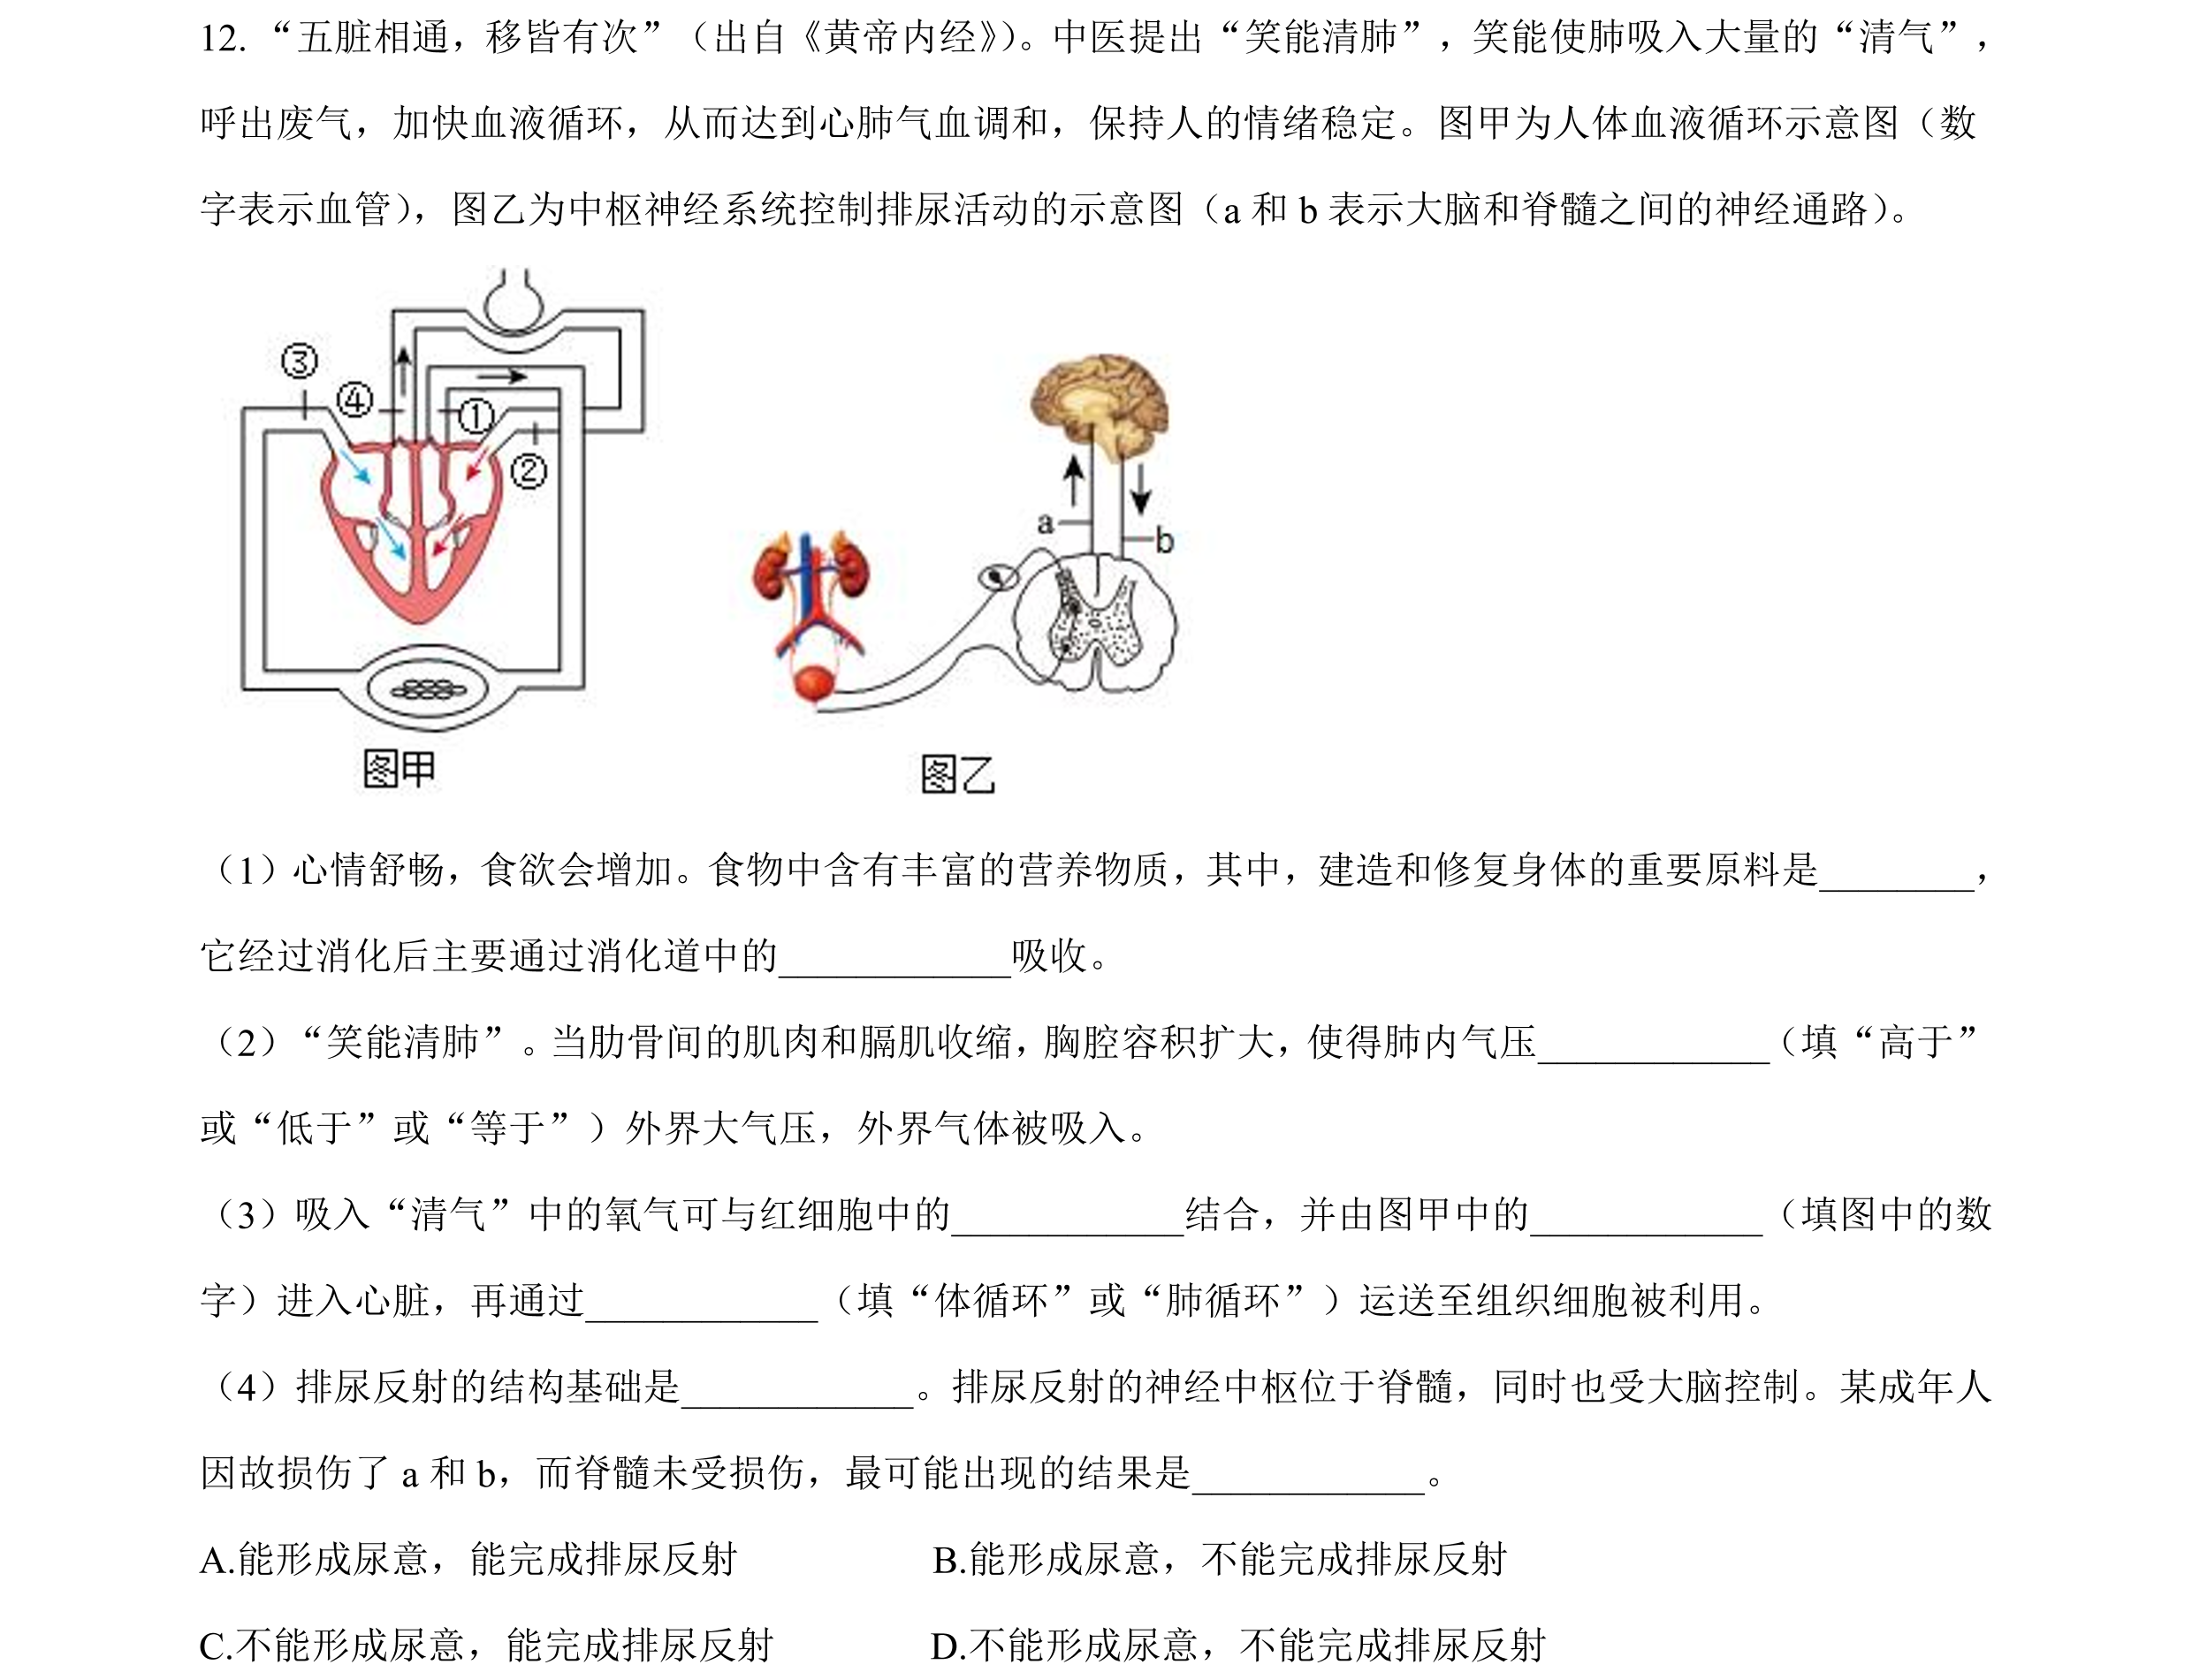 12. “五脏相通，移皆有次”（出自《黄帝内经》）。中医提出“笑能清肺”，笑能使肺吸入大量的“清气”，
呼出废气，加快血液循环，从而达到心肺气血调和，保持人的情绪稳定。图甲为人体血液循环示意图（数
字表示血管），图乙为中枢神经系统控制排尿活动的示意图（a 和 b 表示大脑和脊髓之间的神经通路）。
③
④
①
②
图甲
a
b
图乙
（1）心情舒畅，食欲会增加。食物中含有丰富的营养物质，其中，建造和修复身体的重要原料是________，
它经过消化后主要通过消化道中的____________吸收。
（2）“笑能清肺”。当肋骨间的肌肉和膈肌收缩，胸腔容积扩大，使得肺内气压____________（填“高于”
或“低于”或“等于”）外界大气压，外界气体被吸入。
（3）吸入“清气”中的氧气可与红细胞中的____________结合，并由图甲中的____________（填图中的数
字）进入心脏，再通过____________（填“体循环”或“肺循环”）运送至组织细胞被利用。
（4）排尿反射的结构基础是____________。排尿反射的神经中枢位于脊髓，同时也受大脑控制。某成年人
因故损伤了 a 和 b，而脊髓未受损伤，最可能出现的结果是____________。
A.能形成尿意，能完成排尿反射 B.能形成尿意，不能完成排尿反射
C.不能形成尿意，能完成排尿反射 D.不能形成尿意，不能完成排尿反射